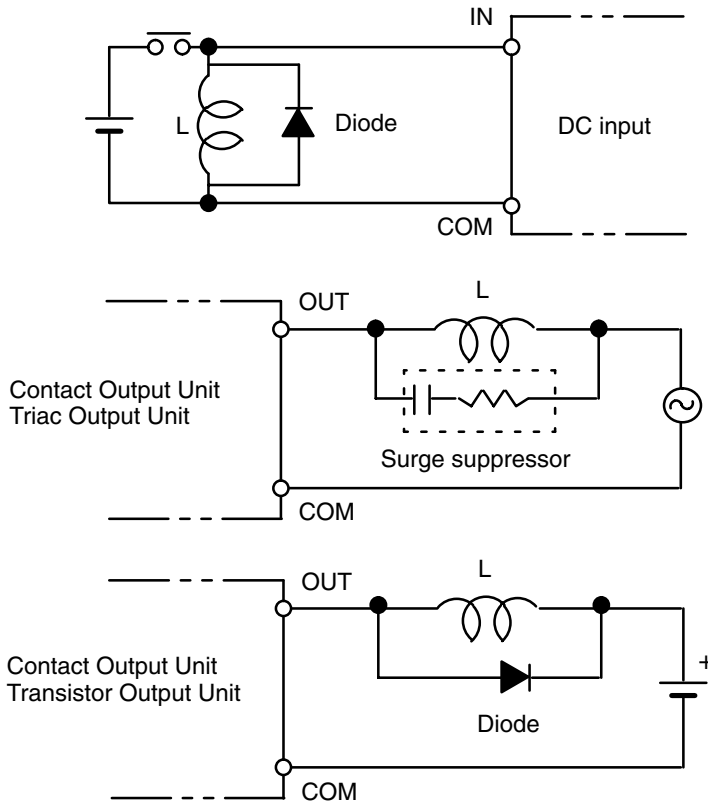 IN
L
Diode
DC input
COM
OUT
L
Contact Output Unit
Triac Output Unit
Surge suppressor
COM
OUT
L
+
Contact Output Unit
Transistor Output Unit
Diode
COM